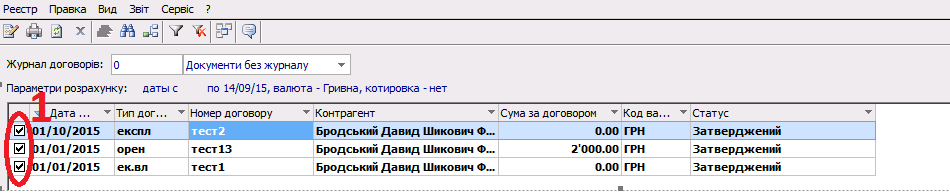 Реєстр Правка Вид Звіт Сервіс ?
Журнал договорів: 0 Документи без журналу
Параметри розрахунку: даты с по 14/09/15, валюта - Гривна, котировка - нет
1
Дата ... Тип дог... Номер договору Контрагент Сума за договором Код ва... Статус
01/10/2015 експл тест2 Бродський Давид Шикович Ф... 0.00 ГРН Затверджений
01/01/2015 орен тест13 Бродський Давид Шикович Ф... 2'000.00 ГРН Затверджений
01/01/2015 ек.вл тест1 Бродський Давид Шикович Ф... 0.00 ГРН Затверджений